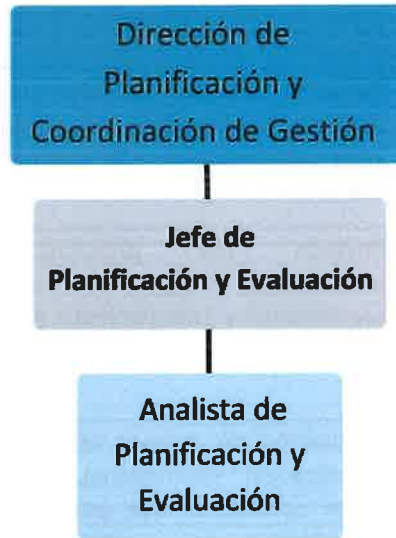 Dirección de
Planificación y
Coordinación de Gestión
Jefe de
Planificación y Evaluación
Analista de
Planificación y
Evaluación